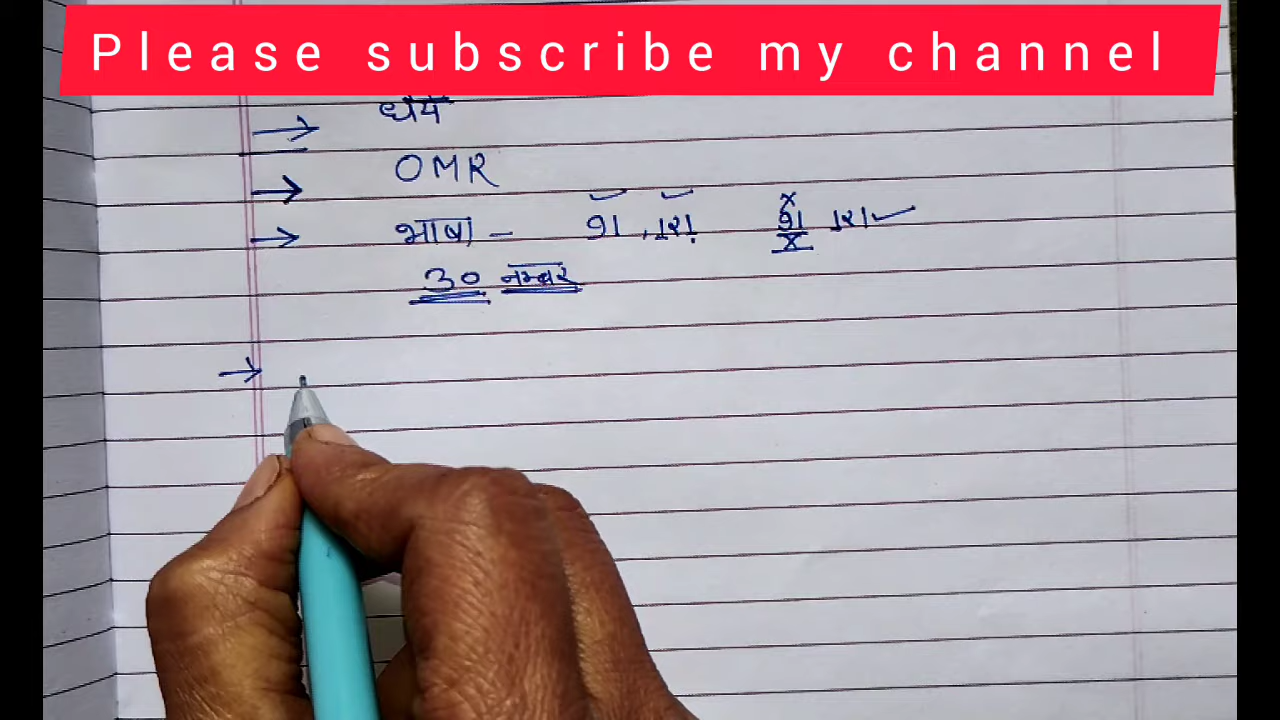 Please subscribe my channel
→ धैर्य
→ OMR
→ भाषा –
30 नम्बर
→